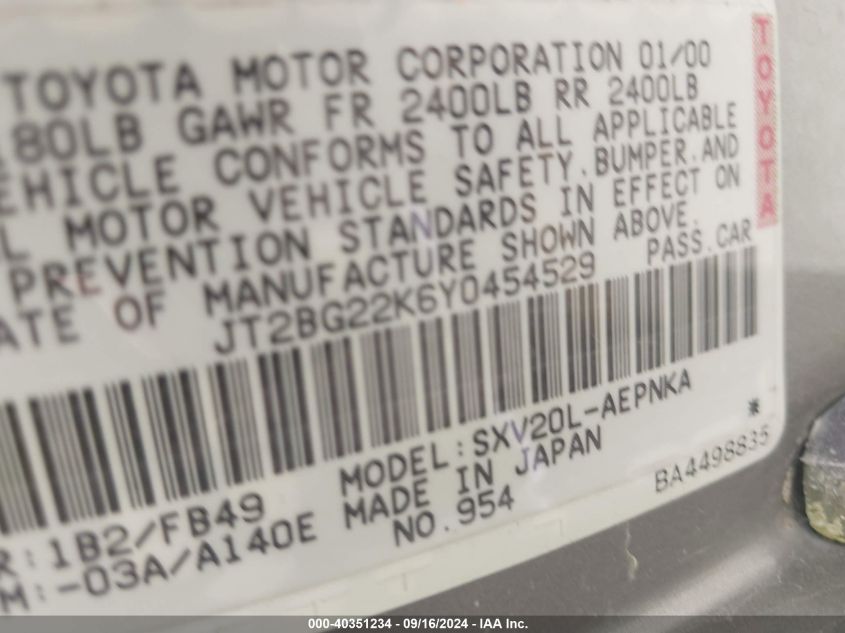 TOYOTA MOTOR CORPORATION 01/00
180LB GAWR FR 2400LB RR 2400LB
EHICLE CONFORMS TO ALL APPLICABLE
L MOTOR VEHICLE SAFETY,BUMPER,AND
PREVENTION STANDARDS IN EFFECT ON
ATE OF MANUFACTURE SHOWN ABOVE.
JT2BG22K6Y0454529 PASS.CAR
TOYOTA
MODEL:SXV20L-AEPNKA
R:1B2/FB49 MADE IN JAPAN *
M:-03A/A140E NO.954 BA4498835
000-40351234 - 09/16/2024 - IAA Inc.